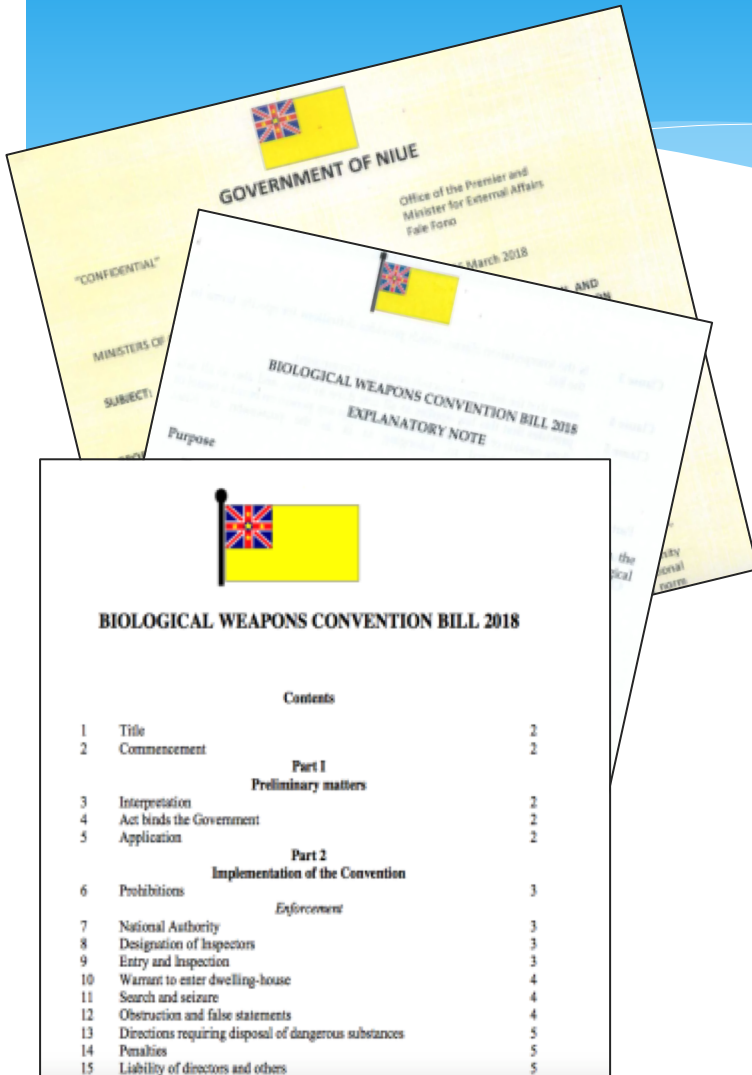 GOVERNMENT OF NIUE
Office of the Premier and
Minister for External Affairs
Fale Fono
"CONFIDENTIAL"
March 2018
AND
MINISTERS OF
SUBJECT:
BIOLOGICAL WEAPONS CONVENTION BILL 2018
EXPLANATORY NOTE
Purpose
the
norm
BIOLOGICAL WEAPONS CONVENTION BILL 2018
Contents
1 Title 2
2 Commencement 2
Part I
Preliminary matters
3 Interpretation 2
4 Act binds the Government 2
5 Application 2
Part 2
Implementation of the Convention
6 Prohibitions 3
Enforcement
7 National Authority 3
8 Designation of Inspectors 3
9 Entry and Inspection 3
10 Warrant to enter dwelling-house 4
11 Search and seizure 4
12 Obstruction and false statements 4
13 Directions requiring disposal of dangerous substances 5
14 Penalties 5
15 Liability of directors and others 5